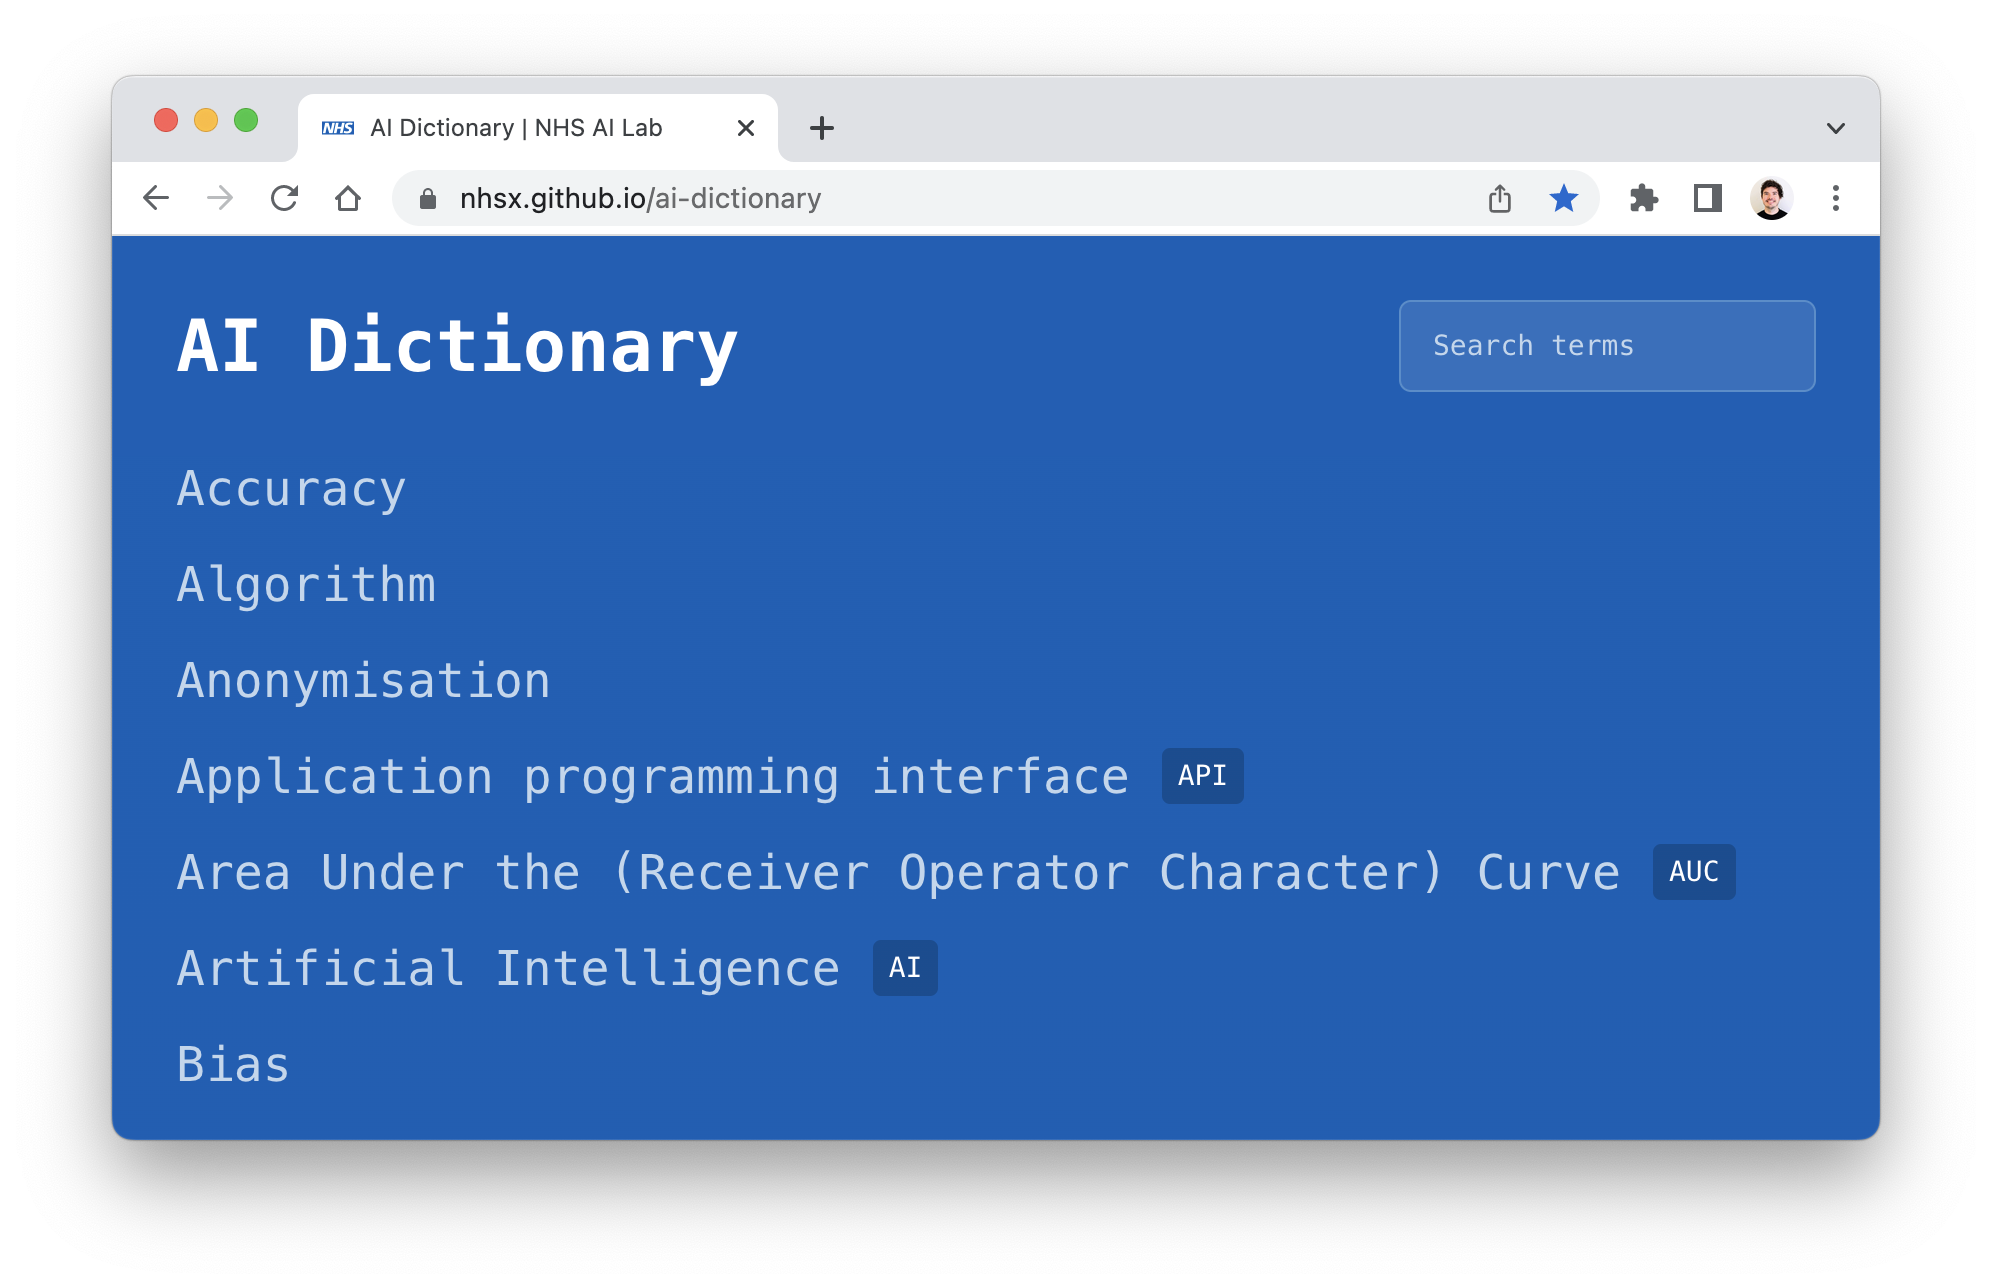 NHS AI Dictionary | NHS AI Lab
nhsx.github.io/ai-dictionary
AI Dictionary
Search terms
Accuracy
Algorithm
Anonymisation
Application programming interface API
Area Under the (Receiver Operator Character) Curve AUC
Artificial Intelligence AI
Bias